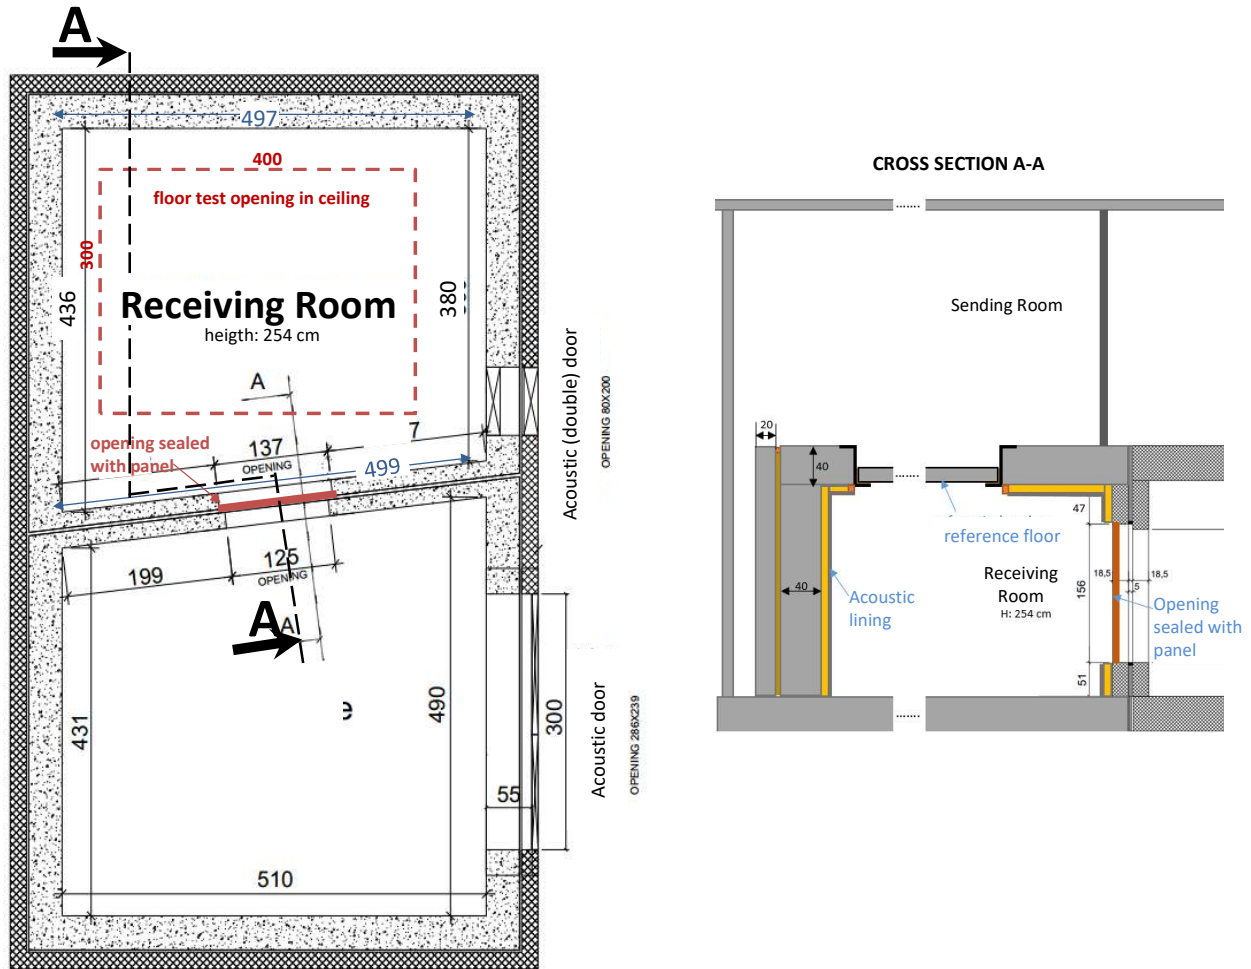 A
497
400
floor test opening in ceiling
300
436
380
Receiving Room
heigth: 254 cm
A
7
opening sealed
with panel
137
OPENING
499
Acoustic (double) door
OPENING 80X200
199
125
OPENING
A
A
431
490
300
55
510
Acoustic door
OPENING 286X239
CROSS SECTION A-A
.......
Sending Room
20
40
.......
47
reference floor
Receiving
Room
H: 254 cm
40
Acoustic
lining
18,5
5
18,5
156
Opening
sealed with
panel
51
.......